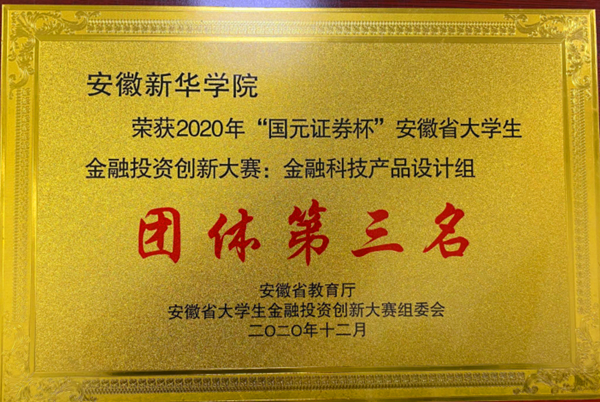 安徽新华学院
荣获2020年“国元证券杯”安徽省大学生
金融投资创新大赛：金融科技产品设计组
团体第三名
安徽省教育厅
安徽省大学生金融投资创新大赛组委会
二〇二〇年十二月